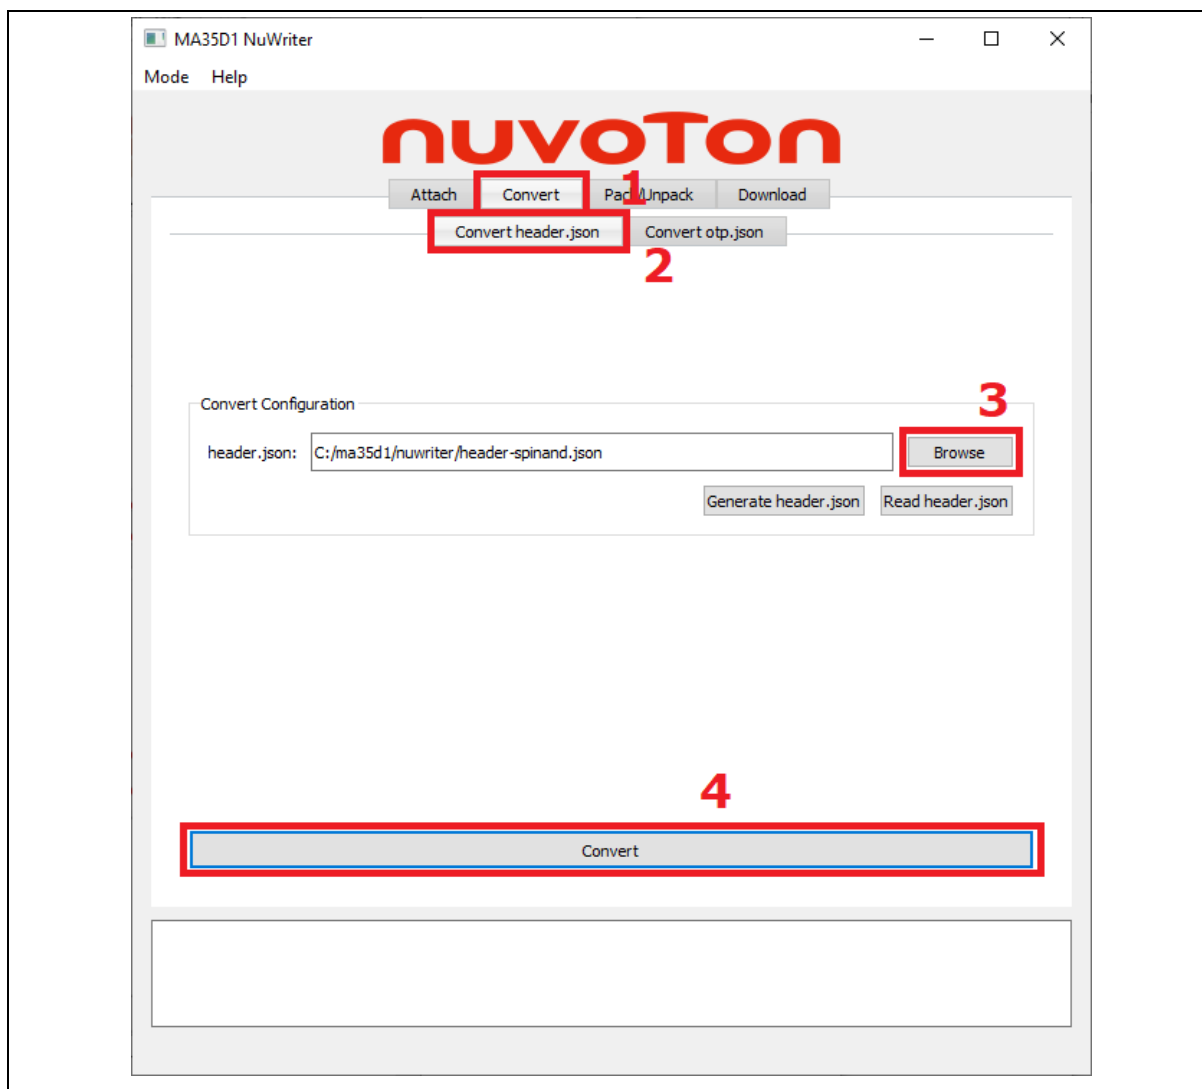 MA35D1 NuWriter
Mode Help
nuvoTon
1
Attach Convert Pack/Unpack Download
Convert header.json Convert otp.json
2
3
Convert Configuration
header.json: C:/ma35d1/nuwriter/header-spinand.json Browse
Generate header.json Read header.json
4
Convert